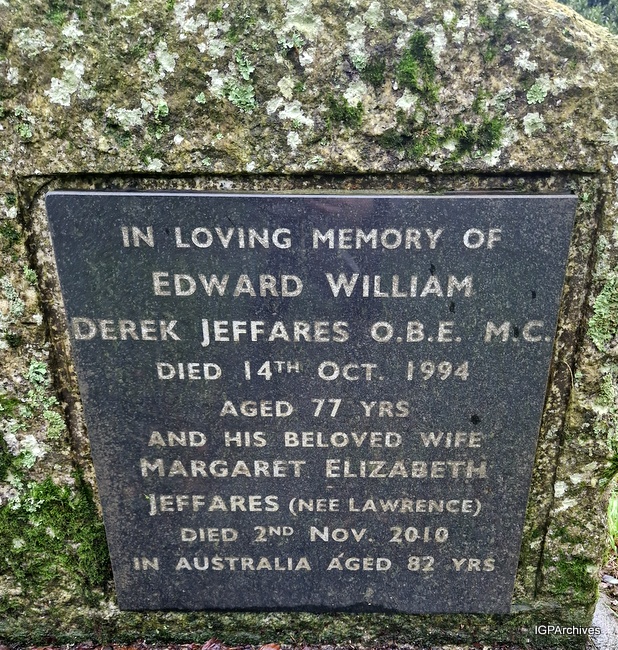 IN LOVING MEMORY OF
EDWARD WILLIAM
DEREK JEFFARES O.B.E. M.C.
DIED 14TH OCT. 1994
AGED 77 YRS
AND HIS BELOVED WIFE
MARGARET ELIZABETH
JEFFARES (NEE LAWRENCE)
DIED 2ND NOV. 2010
IN AUSTRALIA AGED 82 YRS
IGPArchives